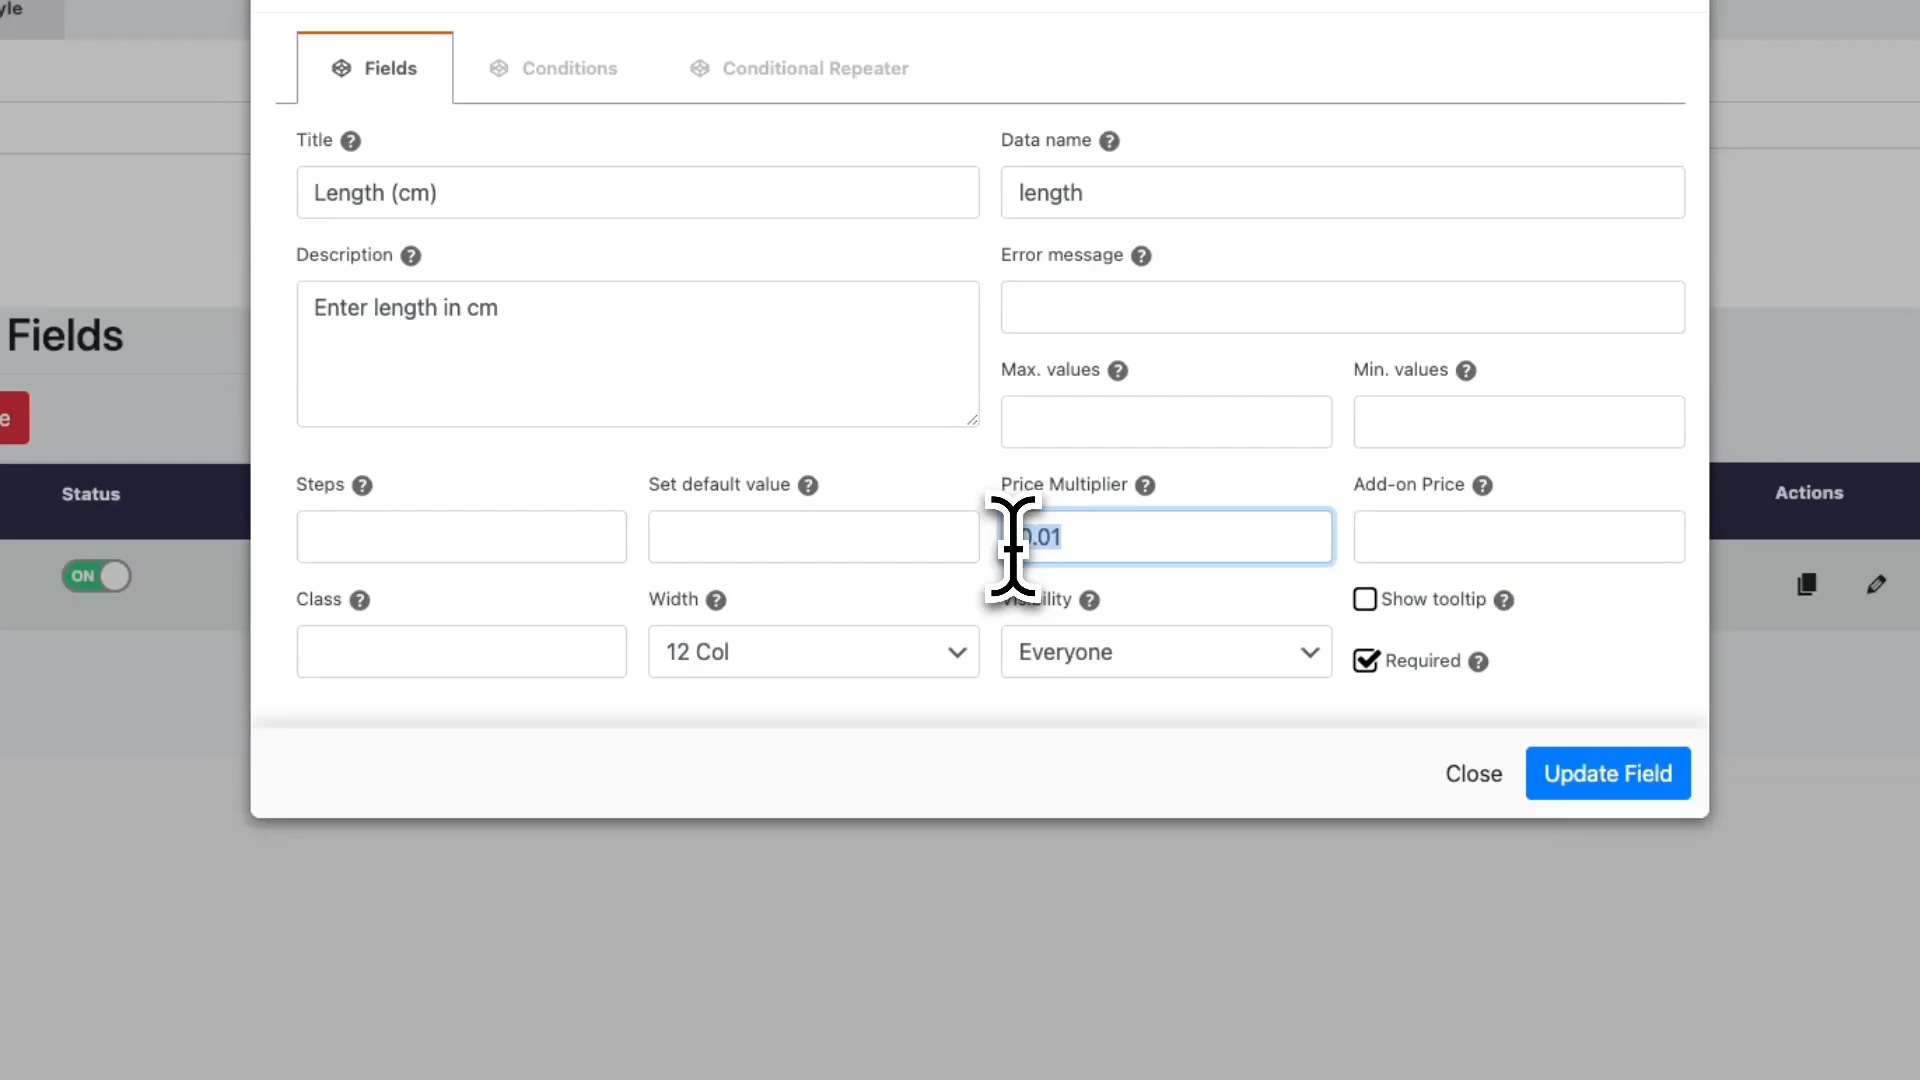 yle
Fields
Conditions
Conditional Repeater
Title
Data name
Length (cm)
length
Description
Error message
Enter length in cm
Fields
Max. values
Min. values
e
Steps
Set default value
Price Multiplier
Add-on Price
Status
Actions
0.01
ON
Class
Width
Visibility
Show tooltip
12 Col
Everyone
Required
Close
Update Field